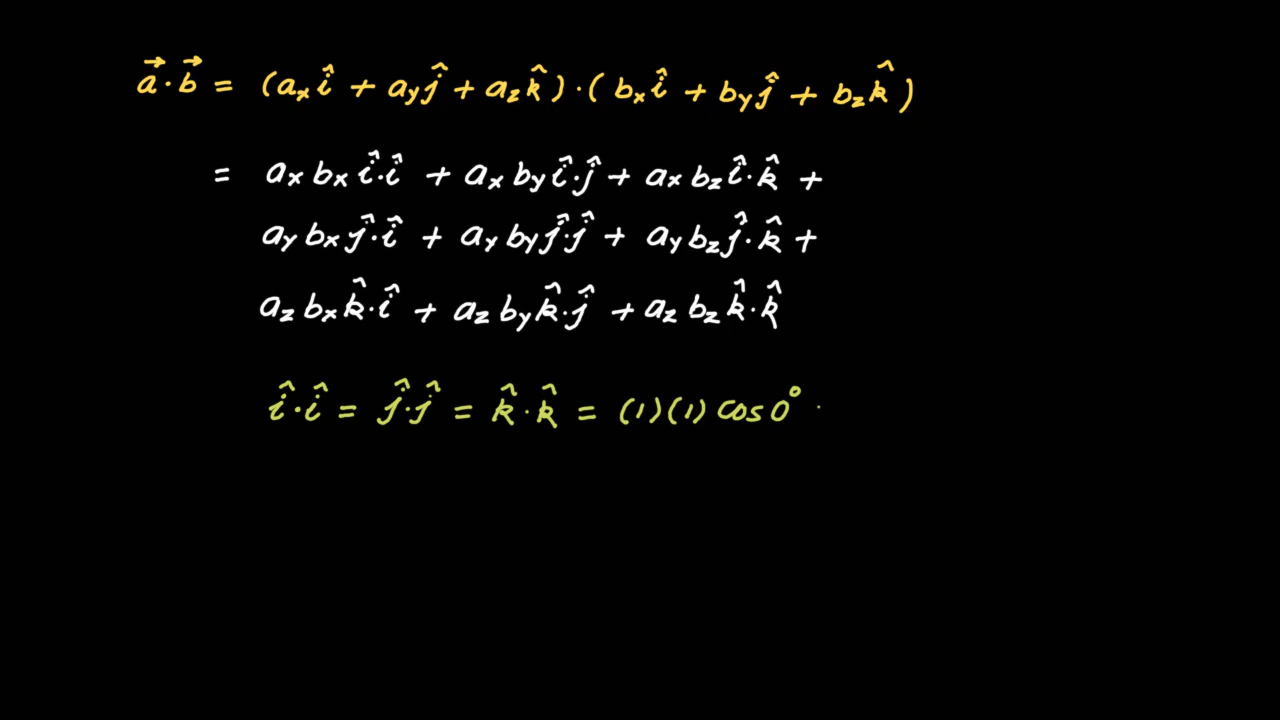 a⃗·b⃗ = (aₓî + a_yĵ + a_zk̂)·(bₓî + b_yĵ + b_zk̂)
= aₓbₓî·î + aₓb_yî·ĵ + aₓb_zî·k̂ +
a_ybₓĵ·î + a_yb_yĵ·ĵ + a_yb_zĵ·k̂ +
a_zbₓk̂·î + a_zb_yk̂·ĵ + a_zb_zk̂·k̂
î·î = ĵ·ĵ = k̂·k̂ = (1)(1) cos0°